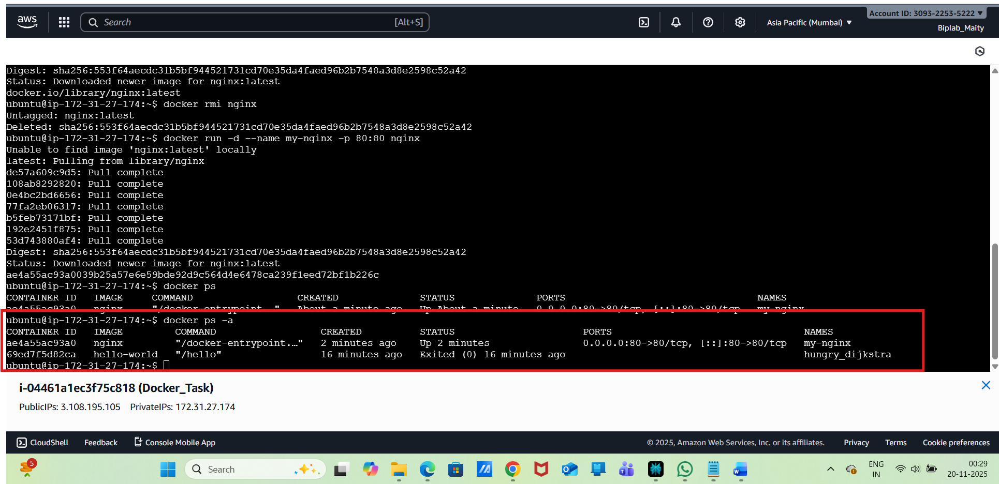 aws
Search [Alt+S]
Asia Pacific (Mumbai) ▼
Account ID: 3093-2253-5222 ▼
Biplab_Maity
Digest: sha256:553f64aecdc31b5bf944521731cd70e35da4faed96b2b7548a3d8e2598c52a42
Status: Downloaded newer image for nginx:latest
docker.io/library/nginx:latest
ubuntu@ip-172-31-27-174:~$ docker rmi nginx
Untagged: nginx:latest
Deleted: sha256:553f64aecdc31b5bf944521731cd70e35da4faed96b2b7548a3d8e2598c52a42
ubuntu@ip-172-31-27-174:~$ docker run -d --name my-nginx -p 80:80 nginx
Unable to find image 'nginx:latest' locally
latest: Pulling from library/nginx
de57a609c9d5: Pull complete
108ab8292820: Pull complete
0e4bc2bd6656: Pull complete
77fa2eb06317: Pull complete
b5feb73171bf: Pull complete
192e2451f875: Pull complete
53d743880af4: Pull complete
Digest: sha256:553f64aecdc31b5bf944521731cd70e35da4faed96b2b7548a3d8e2598c52a42
Status: Downloaded newer image for nginx:latest
ae4a55ac93a0039b25a57e6e59bde92d9c564d4e6478ca239f1eed72bf1b226c
ubuntu@ip-172-31-27-174:~$ docker ps
CONTAINER ID IMAGE COMMAND CREATED STATUS PORTS NAMES
ae4a55ac93a0 nginx "/docker-entrypoint.…" About a minute ago Up About a minute 0.0.0.0:80->80/tcp, [::]:80->80/tcp my-nginx
ubuntu@ip-172-31-27-174:~$ docker ps -a
CONTAINER ID IMAGE COMMAND CREATED STATUS PORTS NAMES
ae4a55ac93a0 nginx "/docker-entrypoint.…" 2 minutes ago Up 2 minutes 0.0.0.0:80->80/tcp, [::]:80->80/tcp my-nginx
69ed7f5d82ca hello-world "/hello" 16 minutes ago Exited (0) 16 minutes ago hungry_dijkstra
ubuntu@ip-172-31-27-174:~$
i-04461a1ec3f75c818 (Docker_Task)
PublicIPs: 3.108.195.105 PrivateIPs: 172.31.27.174
CloudShell Feedback Console Mobile App © 2025, Amazon Web Services, Inc. or its affiliates. Privacy Terms Cookie preferences
5
Search
ENG
IN
00:29
20-11-2025